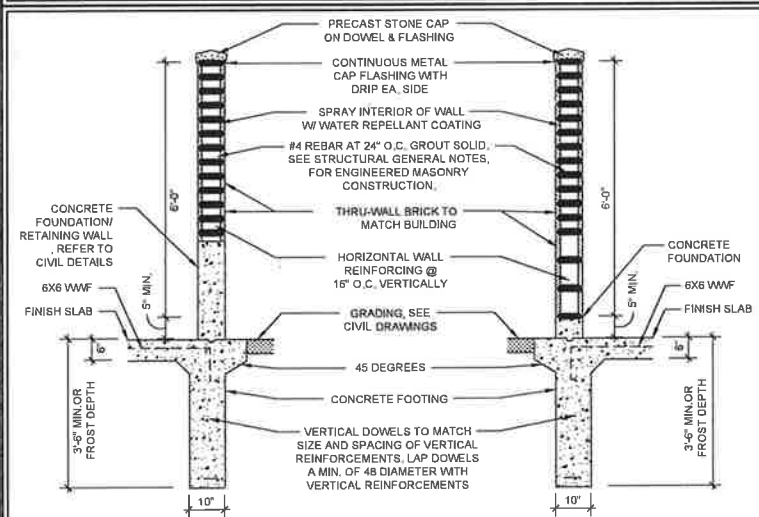 PRECAST STONE CAP
ON DOWEL & FLASHING
CONTINUOUS METAL
CAP FLASHING WITH
DRIP EA. SIDE
SPRAY INTERIOR OF WALL
W/ WATER REPELLANT COATING
#4 REBAR AT 24" O.C. GROUT SOLID.
SEE STRUCTURAL GENERAL NOTES,
FOR ENGINEERED MASONRY
CONSTRUCTION.
THRU-WALL BRICK TO
MATCH BUILDING
HORIZONTAL WALL
REINFORCING @
16" O.C. VERTICALLY
GRADING, SEE
CIVIL DRAWINGS
45 DEGREES
CONCRETE FOOTING
VERTICAL DOWELS TO MATCH
SIZE AND SPACING OF VERTICAL
REINFORCEMENTS, LAP DOWELS
A MIN. OF 48 DIAMETER WITH
VERTICAL REINFORCEMENTS
CONCRETE
FOUNDATION/
RETAINING WALL
, REFER TO
CIVIL DETAILS
6X6 WWF
FINISH SLAB
6'-0"
5" MIN.
6"
3'-6" MIN.OR
FROST DEPTH
10"
6'-0"
CONCRETE
FOUNDATION
6X6 WWF
FINISH SLAB
5" MIN.
6"
3'-6" MIN.OR
FROST DEPTH
10"